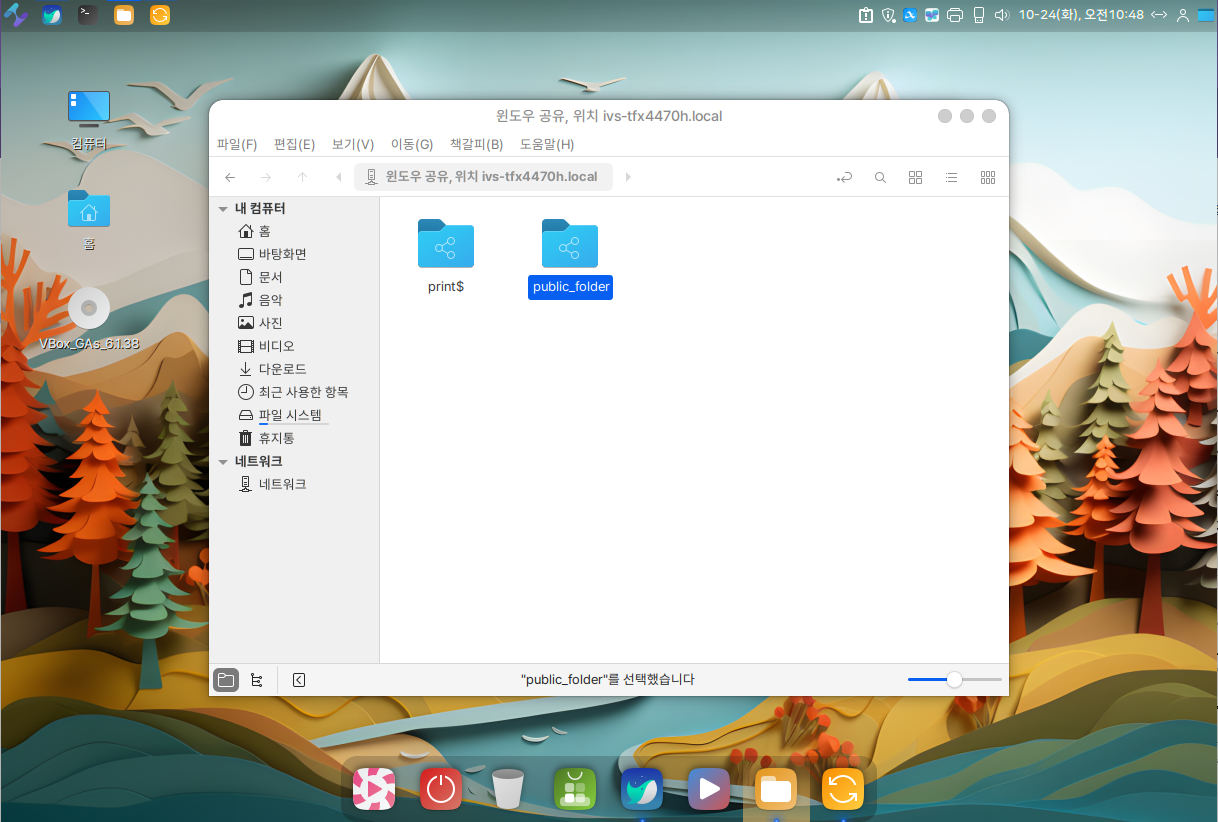 10-24(화), 오전10:48
컴퓨터
홈
VBox_GAs_6.1.38
윈도우 공유, 위치 ivs-tfx4470h.local
파일(F) 편집(E) 보기(V) 이동(G) 책갈피(B) 도움말(H)
윈도우 공유, 위치 ivs-tfx4470h.local
내 컴퓨터
홈
바탕화면
문서
음악
사진
비디오
다운로드
최근 사용한 항목
파일 시스템
휴지통
네트워크
네트워크
print$
public_folder
"public_folder"를 선택했습니다